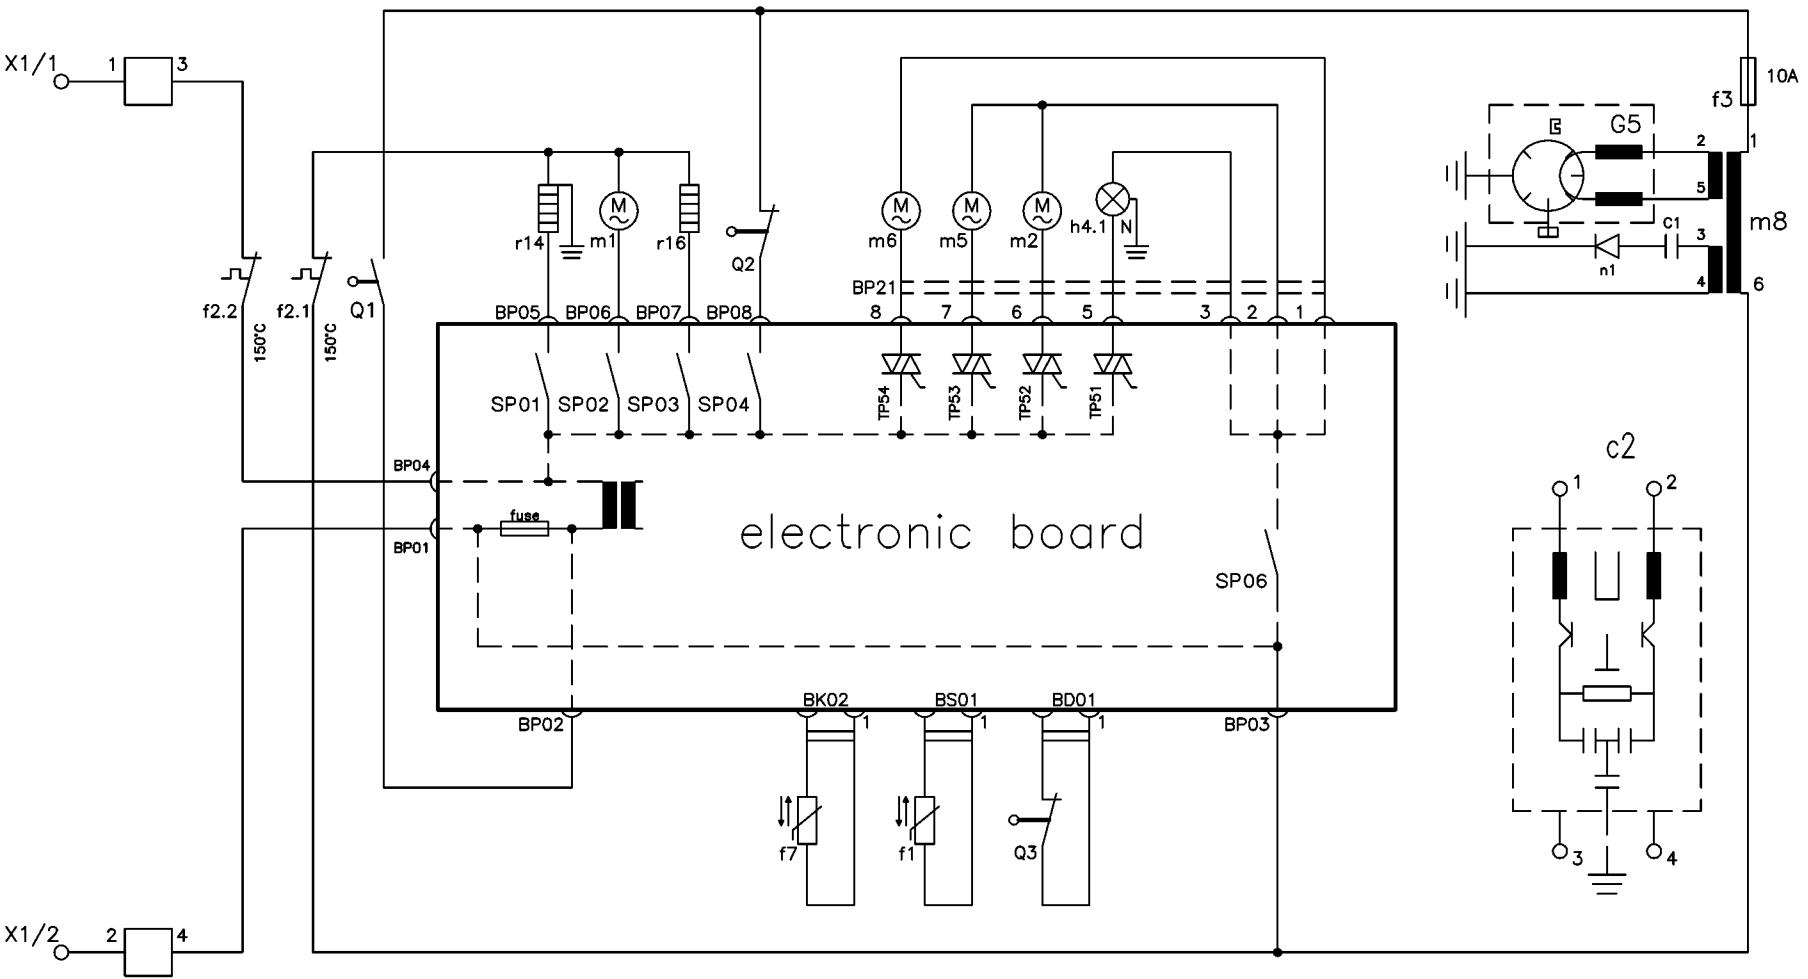 X1/1
1
3
10A
f3
G5
2
1
5
m8
C1
3
n1
4
6
M
r14
m1
r16
M
m6
M
m5
M
m2
h4.1
N
Q2
f2.2
f2.1
Q1
150°C
150°C
BP21
BP05
BP06
BP07
BP08
8
7
6
5
3
2
1
SP01
SP02
SP03
SP04
TP54
TP53
TP52
TP51
BP04
fuse
BP01
electronic board
SP06
c2
1
2
BK02
BS01
BD01
BP02
1
1
1
BP03
f7
f1
Q3
3
4
X1/2
2
4